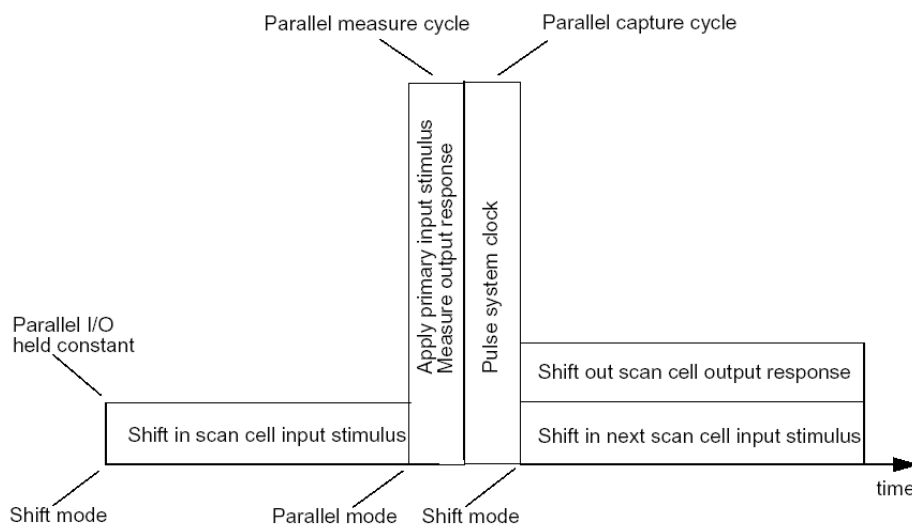 Parallel measure cycle
Parallel capture cycle
Apply primary input stimulus
Measure output response
Pulse system clock
Parallel I/O
held constant
Shift out scan cell output response
Shift in scan cell input stimulus
Shift in next scan cell input stimulus
time
Shift mode
Parallel mode
Shift mode